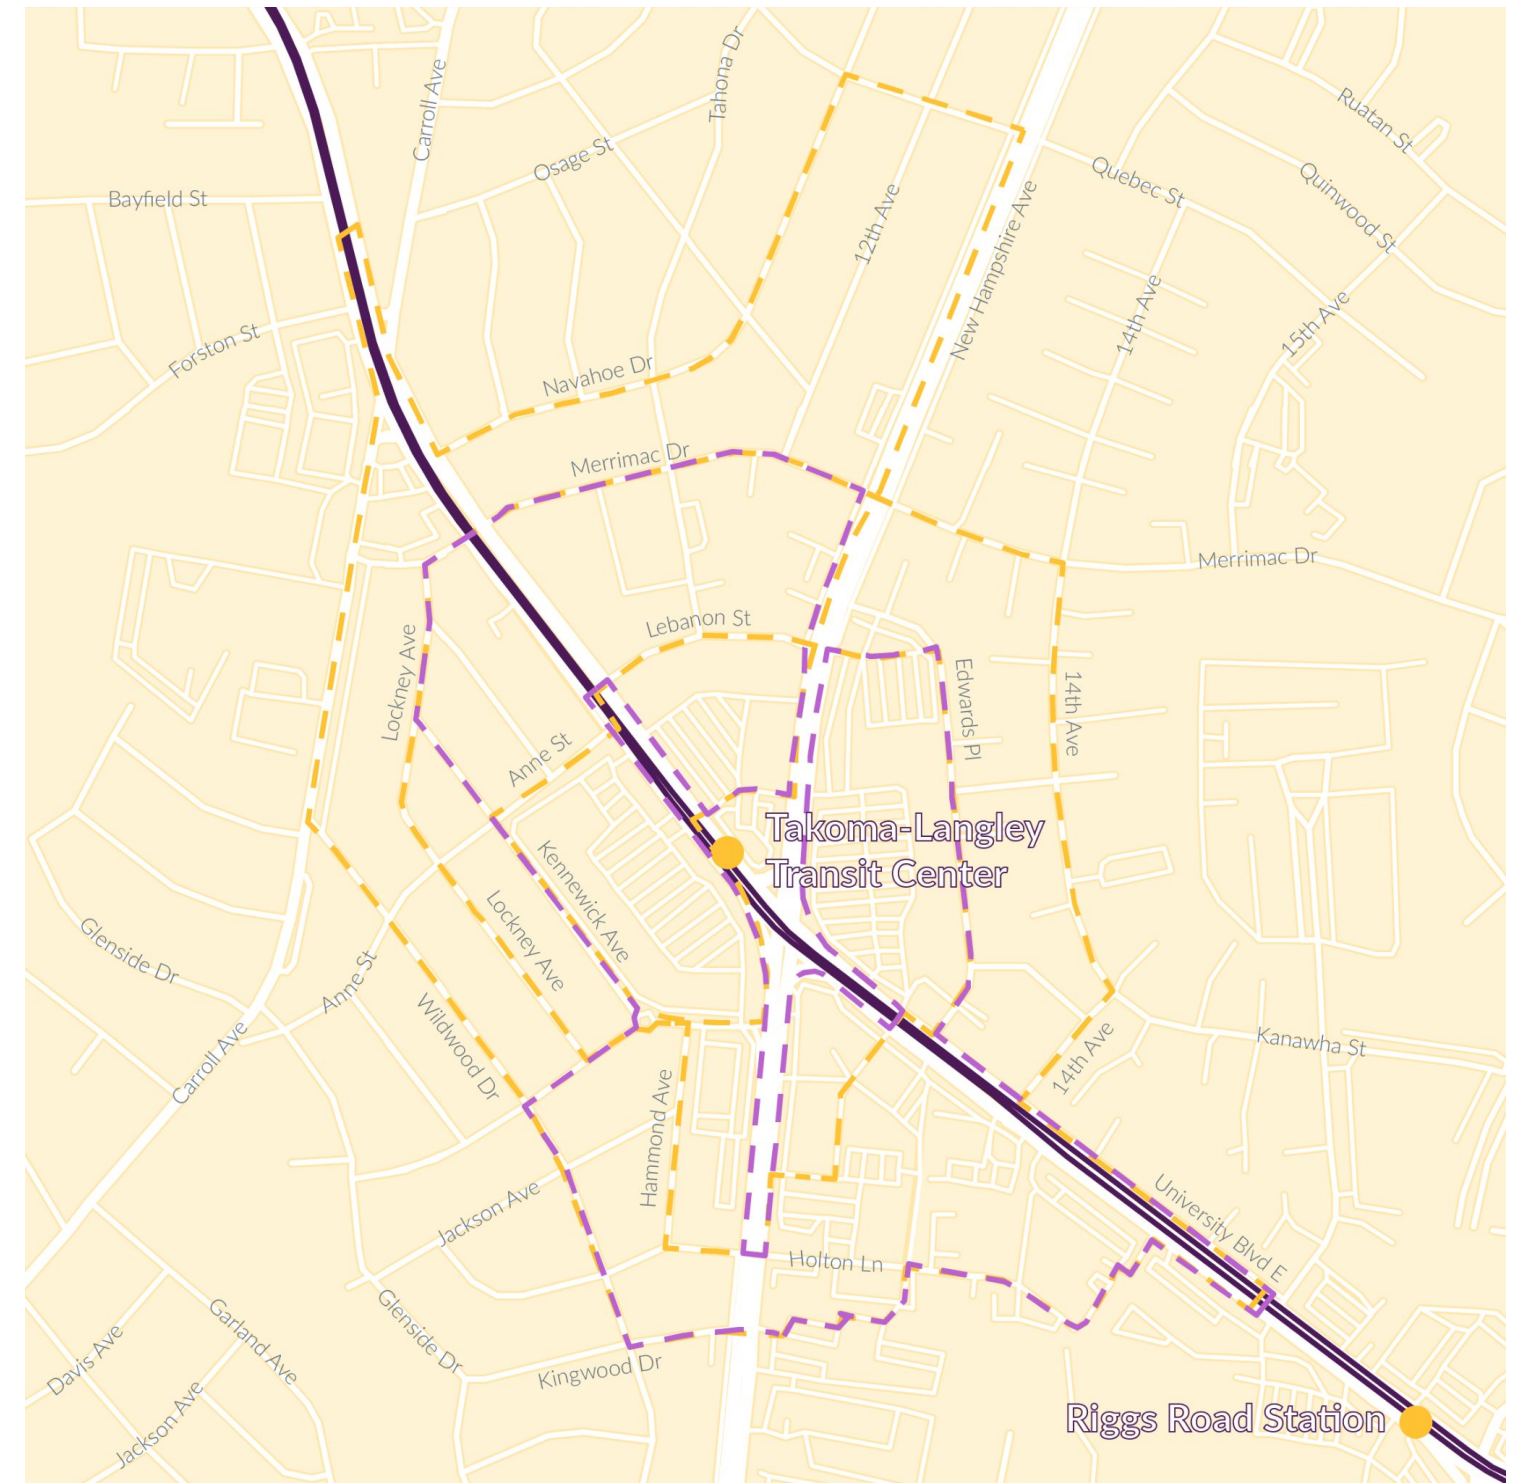 Tahona Dr
Carroll Ave
Ruatan St
Osage St
Quebec St
Quinwood St
Bayfield St
12th Ave
New Hampshire Ave
14th Ave
15th Ave
Forston St
Navahoe Dr
Merrimac Dr
Merrimac Dr
Lebanon St
Lockney Ave
Edwards Pl
14th Ave
Anne St
Takoma-Langley
Transit Center
Kennewick Ave
Lockney Ave
Glenside Dr
Anne St
Wildwood Dr
Kanawha St
14th Ave
Carroll Ave
Hammond Ave
Jackson Ave
University Blvd E
Holton Ln
Glenside Dr
Garland Ave
Davis Ave
Kingwood Dr
Jackson Ave
Riggs Road Station